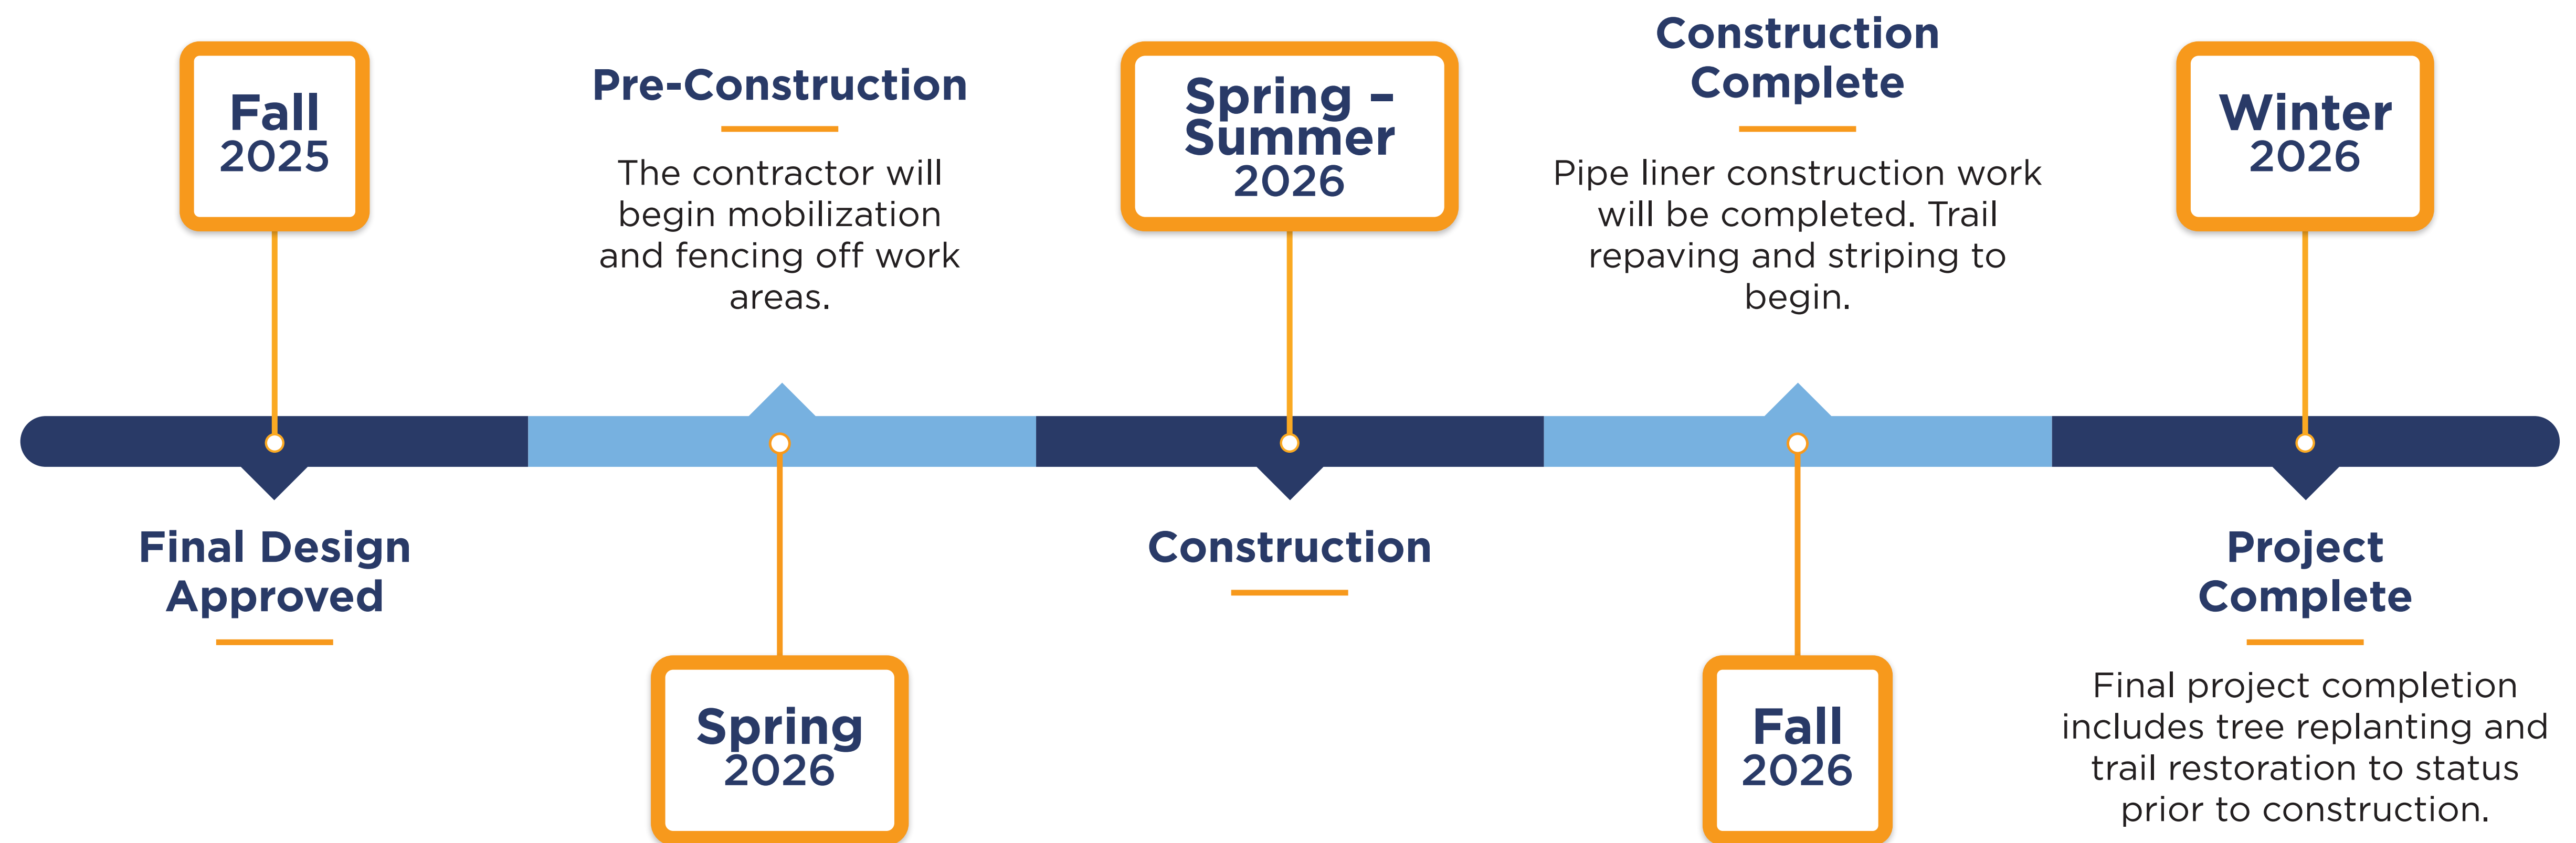 Fall
2025
Final Design
Approved
Pre-Construction
The contractor will
begin mobilization
and fencing off work
areas.
Spring
2026
Spring –
Summer
2026
Construction
Construction
Complete
Pipe liner construction work
will be completed. Trail
repaving and striping to
begin.
Fall
2026
Winter
2026
Project
Complete
Final project completion
includes tree replanting and
trail restoration to status
prior to construction.